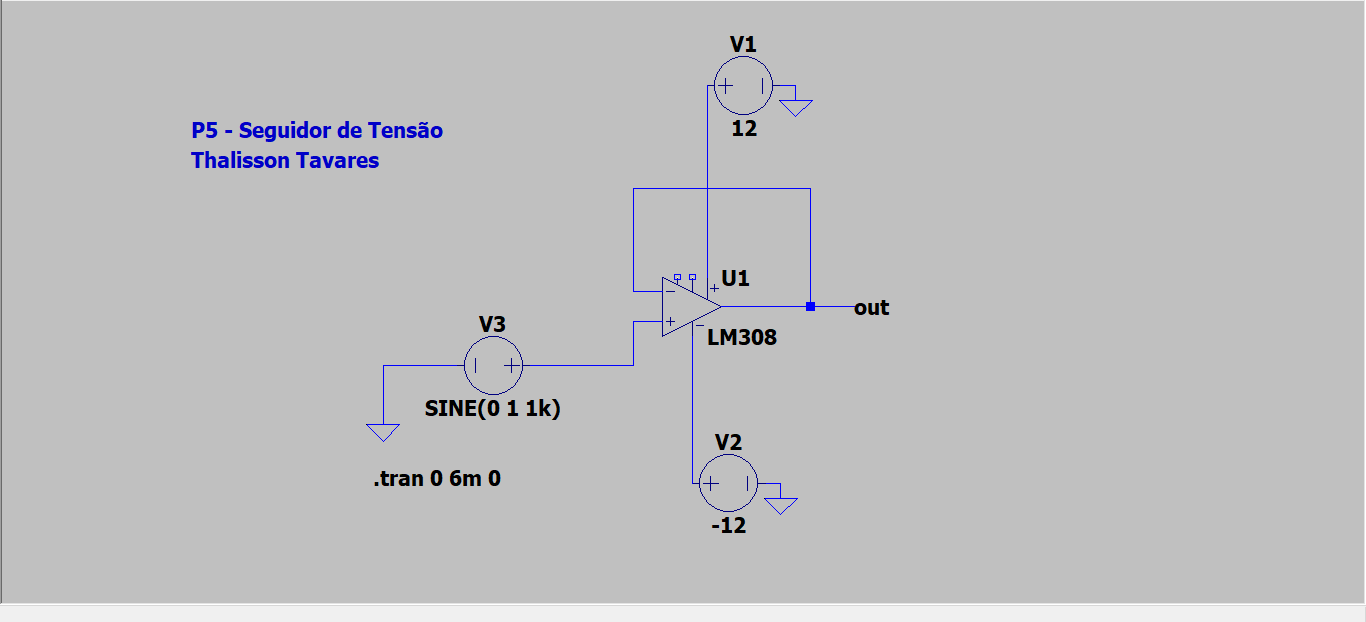 V1
12
P5 - Seguidor de Tensão
Thalisson Tavares
U1
out
LM308
V3
SINE(0 1 1k)
.tran 0 6m 0
V2
-12